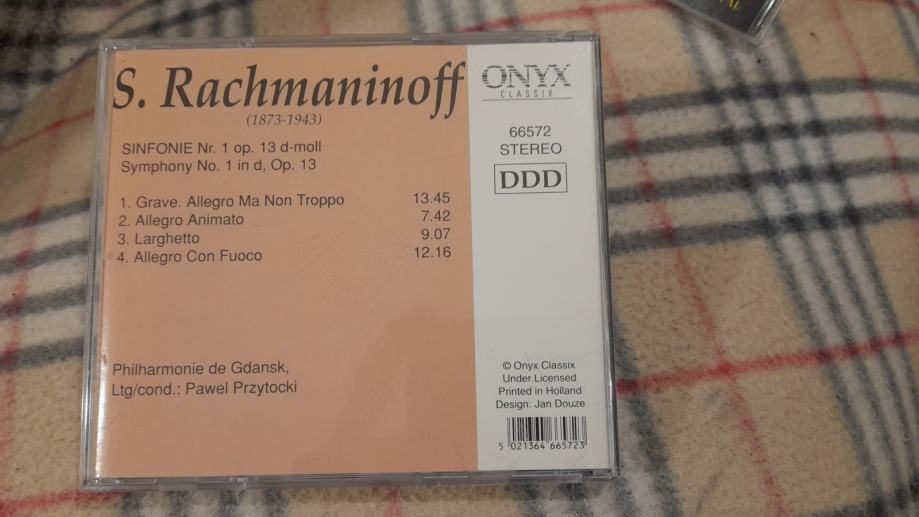 S. Rachmaninoff
(1873-1943)
SINFONIE Nr. 1 op. 13 d-moll
Symphony No. 1 in d, Op. 13
1. Grave. Allegro Ma Non Troppo 13.45
2. Allegro Animato 7.42
3. Larghetto 9.07
4. Allegro Con Fuoco 12.16
Philharmonie de Gdansk,
Ltg/cond.: Pawel Przytocki
ONYX
CLASSIX
66572
STEREO
DDD
© Onyx Classix
Under Licensed
Printed in Holland
Design: Jan Douze
5 021364 665723